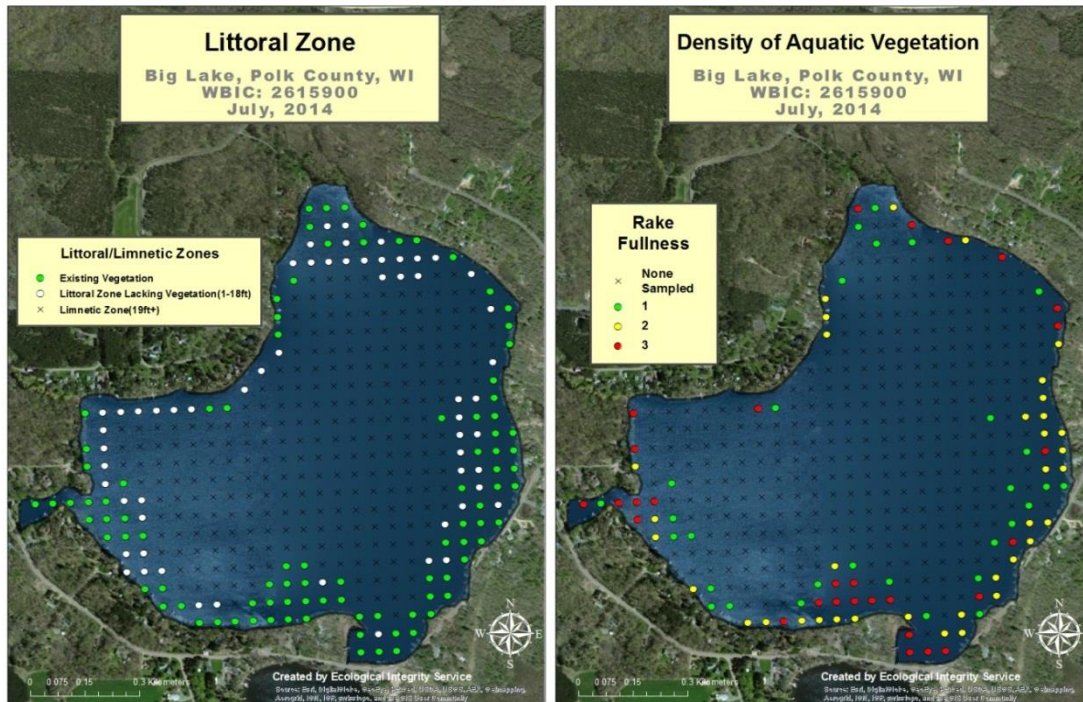 Littoral Zone
Big Lake, Polk County, WI
WBIC: 2615900
July, 2014
Littoral/Limnetic Zones
Existing Vegetation
Littoral Zone Lacking Vegetation(1-18ft)
Limnetic Zone(19ft+)
N
W E
S
0 0.075 0.15 0.3 Kilometers
Created by Ecological Integrity Service
Density of Aquatic Vegetation
Big Lake, Polk County, WI
WBIC: 2615900
July, 2014
Rake
Fullness
None
Sampled
1
2
3
N
W E
S
0 0.075 0.15 0.3 Kilometers
Created by Ecological Integrity Service